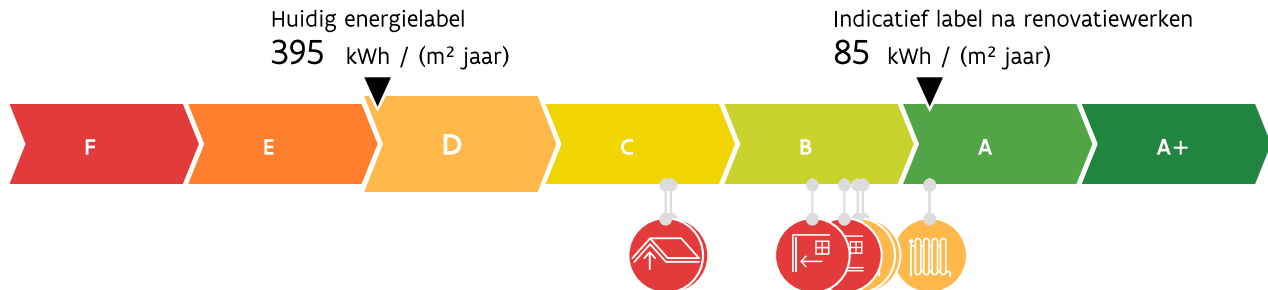 Huidig energielabel
395 kWh / (m² jaar)
Indicatief label na renovatiewerken
85 kWh / (m² jaar)
F
E
D
C
B
A
A+